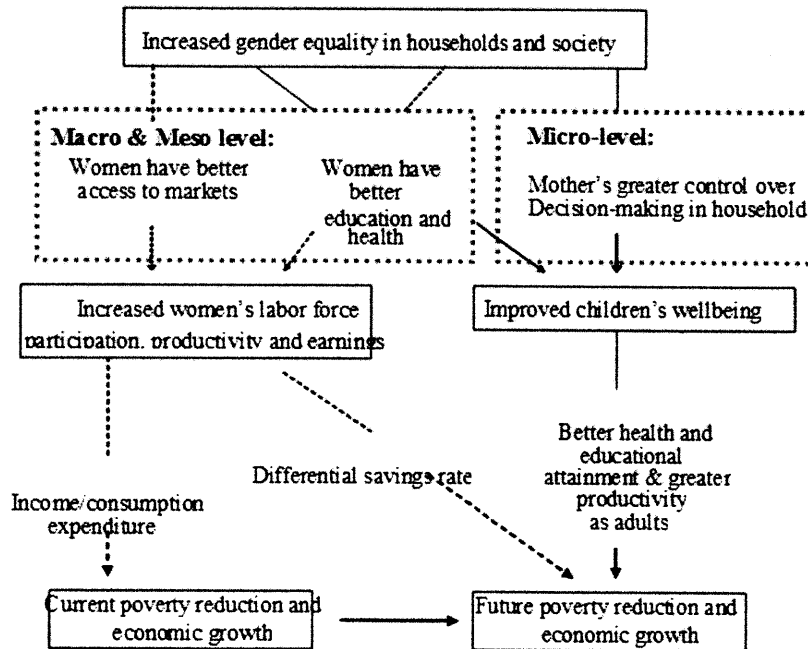 Increased gender equality in households and society
Macro & Meso level:
Women have better
access to markets
Women have
better
education and
health
Micro-level:
Mother's greater control over
Decision-making in household
Increased women's labor force
participation, productivity and earnings
Improved children's wellbeing
Income/consumption
expenditure
Differential savings rate
Better health and
educational
attainment & greater
productivity
as adults
Current poverty reduction and
economic growth
Future poverty reduction and
economic growth